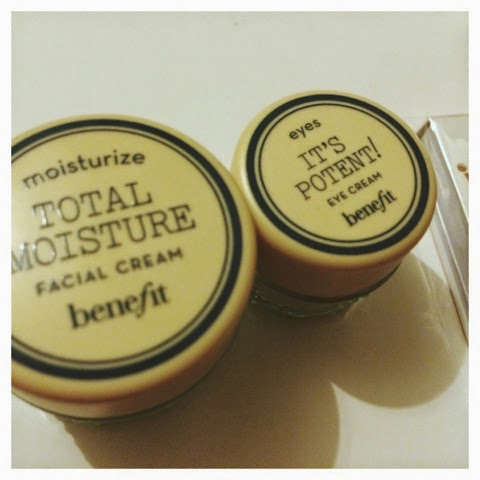 moisturize
TOTAL
MOISTURE
FACIAL CREAM
benefit
eyes
IT'S
POTENT!
EYE CREAM
benefit